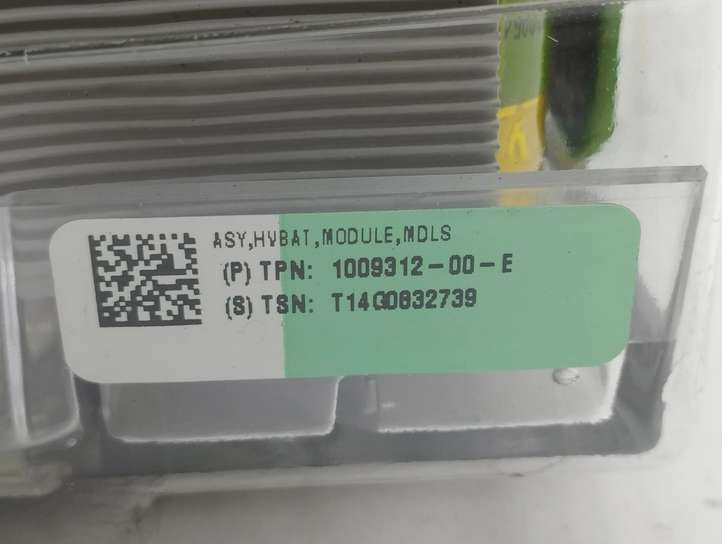 ASY,HVBAT,MODULE,MDLS
(P) TPN: 1009312-00-E
(S) TSN: T14G0832739